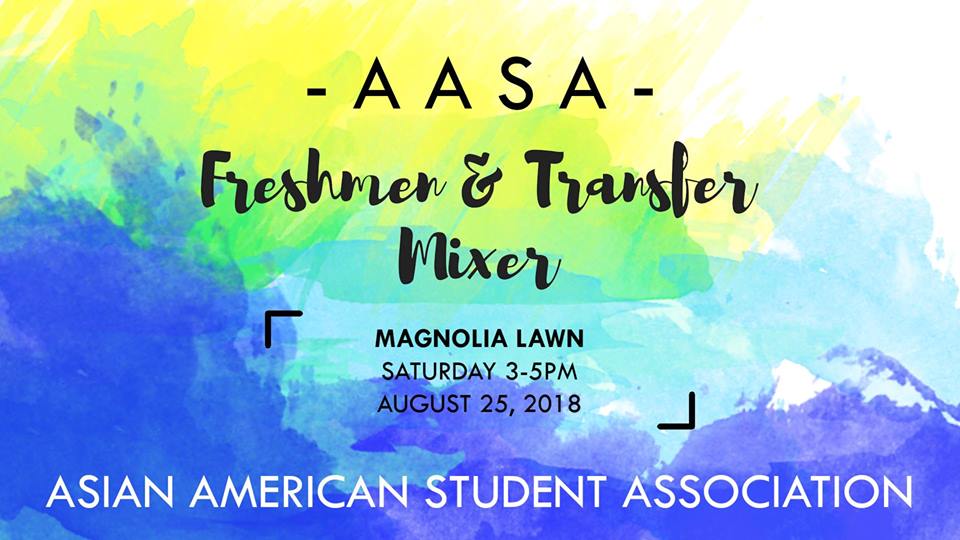 - A A S A -
Freshmen & Transfer
Mixer
MAGNOLIA LAWN
SATURDAY 3-5PM
AUGUST 25, 2018
ASIAN AMERICAN STUDENT ASSOCIATION